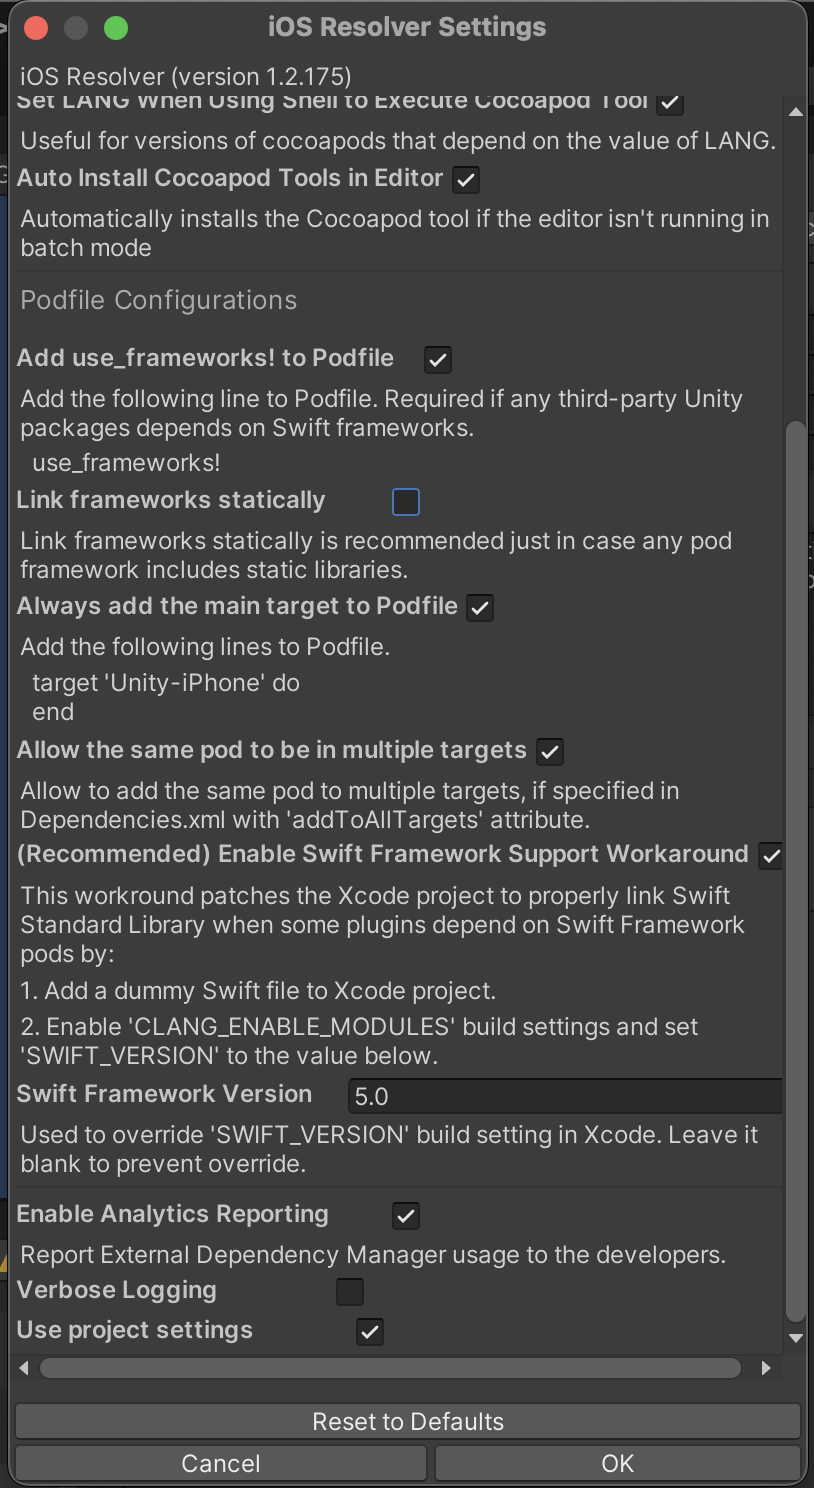 iOS Resolver Settings
iOS Resolver (version 1.2.175)
Set LANG When Using Shell to Execute Cocoapod Tool
Useful for versions of cocoapods that depend on the value of LANG.
Auto Install Cocoapod Tools in Editor
Automatically installs the Cocoapod tool if the editor isn't running in
batch mode
Podfile Configurations
Add use_frameworks! to Podfile
Add the following line to Podfile. Required if any third-party Unity
packages depends on Swift frameworks.
use_frameworks!
Link frameworks statically
Link frameworks statically is recommended just in case any pod
framework includes static libraries.
Always add the main target to Podfile
Add the following lines to Podfile.
target 'Unity-iPhone' do
end
Allow the same pod to be in multiple targets
Allow to add the same pod to multiple targets, if specified in
Dependencies.xml with 'addToAllTargets' attribute.
(Recommended) Enable Swift Framework Support Workaround
This workround patches the Xcode project to properly link Swift
Standard Library when some plugins depend on Swift Framework
pods by:
1. Add a dummy Swift file to Xcode project.
2. Enable 'CLANG_ENABLE_MODULES' build settings and set
'SWIFT_VERSION' to the value below.
Swift Framework Version 5.0
Used to override 'SWIFT_VERSION' build setting in Xcode. Leave it
blank to prevent override.
Enable Analytics Reporting
Report External Dependency Manager usage to the developers.
Verbose Logging
Use project settings
Reset to Defaults
Cancel OK